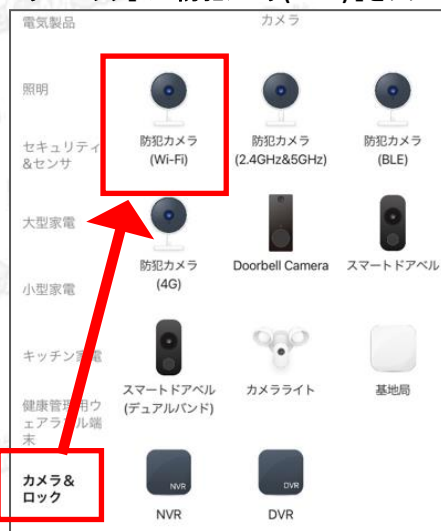 電気製品
カメラ
照明
セキュリティ
&センサ
大型家電
小型家電
キッチン家電
健康管理用ウ
ェアラブル端
末
カメラ&
ロック
防犯カメラ
(Wi-Fi)
防犯カメラ
(2.4GHz&5GHz)
防犯カメラ
(BLE)
防犯カメラ
(4G)
Doorbell Camera
スマートドアベル
スマートドアベル
(デュアルバンド)
カメラライト
基地局
NVR
NVR
DVR
DVR